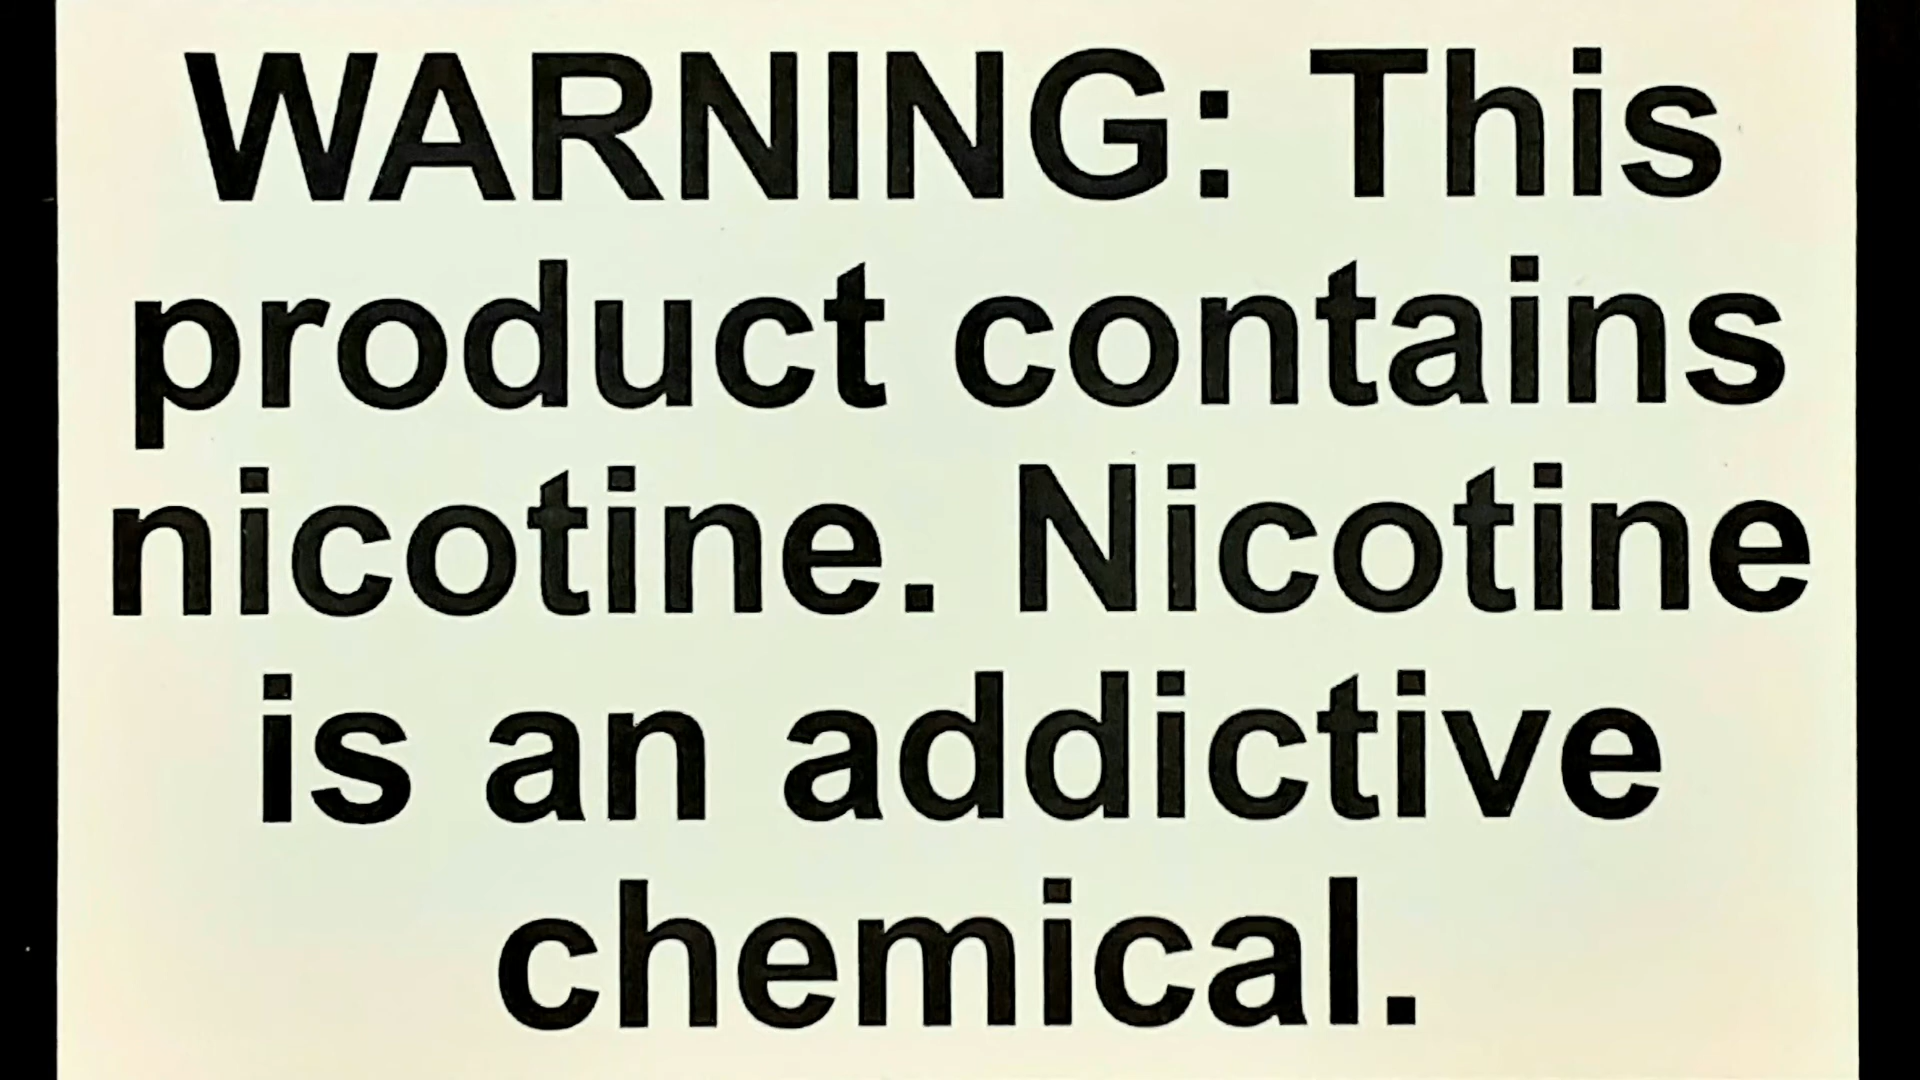 WARNING: This
product contains
nicotine. Nicotine
is an addictive
chemical.